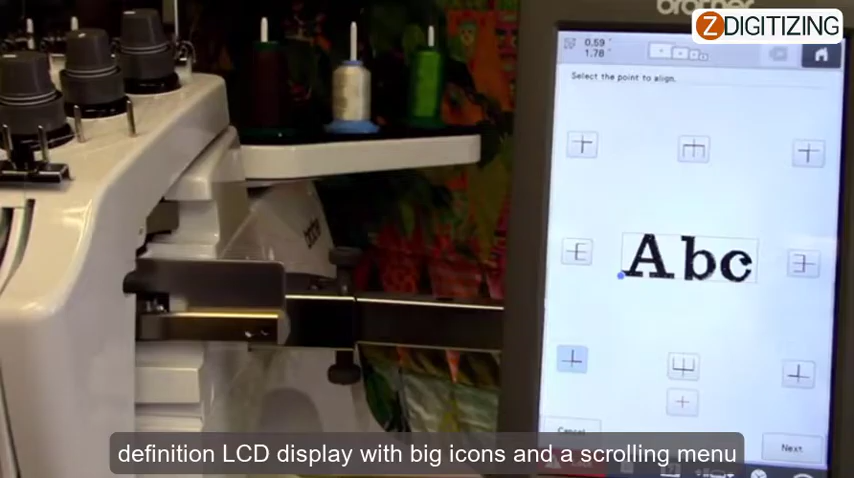 brother
ZDIGITIZING
0.59 "
1.78 "
Select the point to align.
Abc
brother
Cancel
Next
definition LCD display with big icons and a scrolling menu